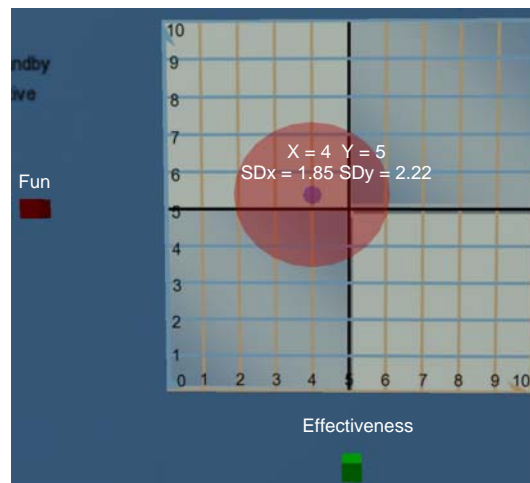 10
9
8
7
6
5
4
3
2
1
0 1 2 3 4 5 6 7 8 9 10
X = 4 Y = 5
SDx = 1.85 SDy = 2.22
Fun
Effectiveness